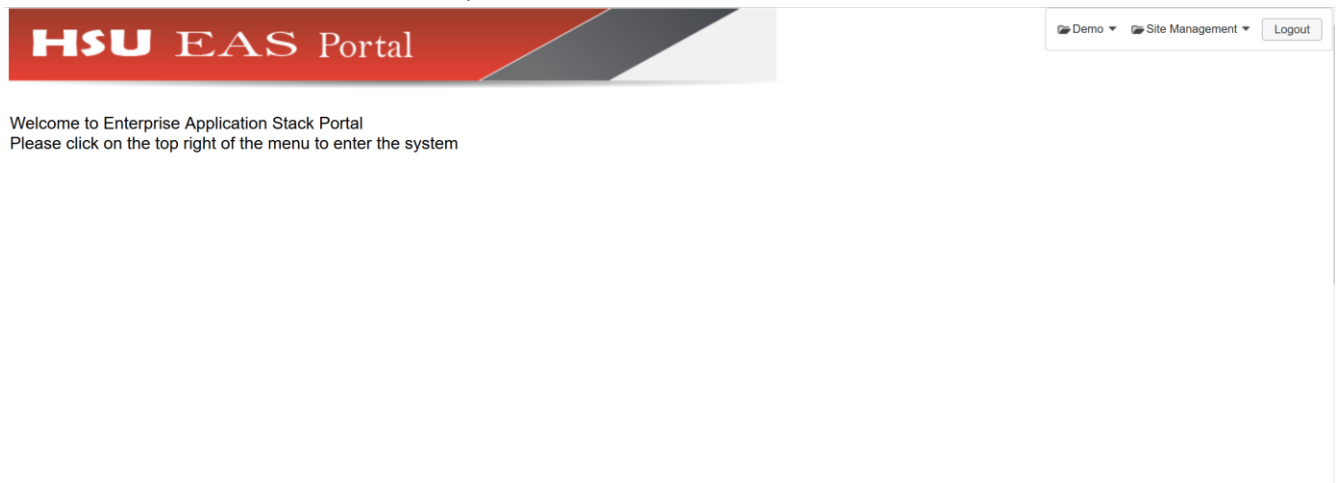 HSU EAS Portal
Demo Site Management Logout
Welcome to Enterprise Application Stack Portal
Please click on the top right of the menu to enter the system